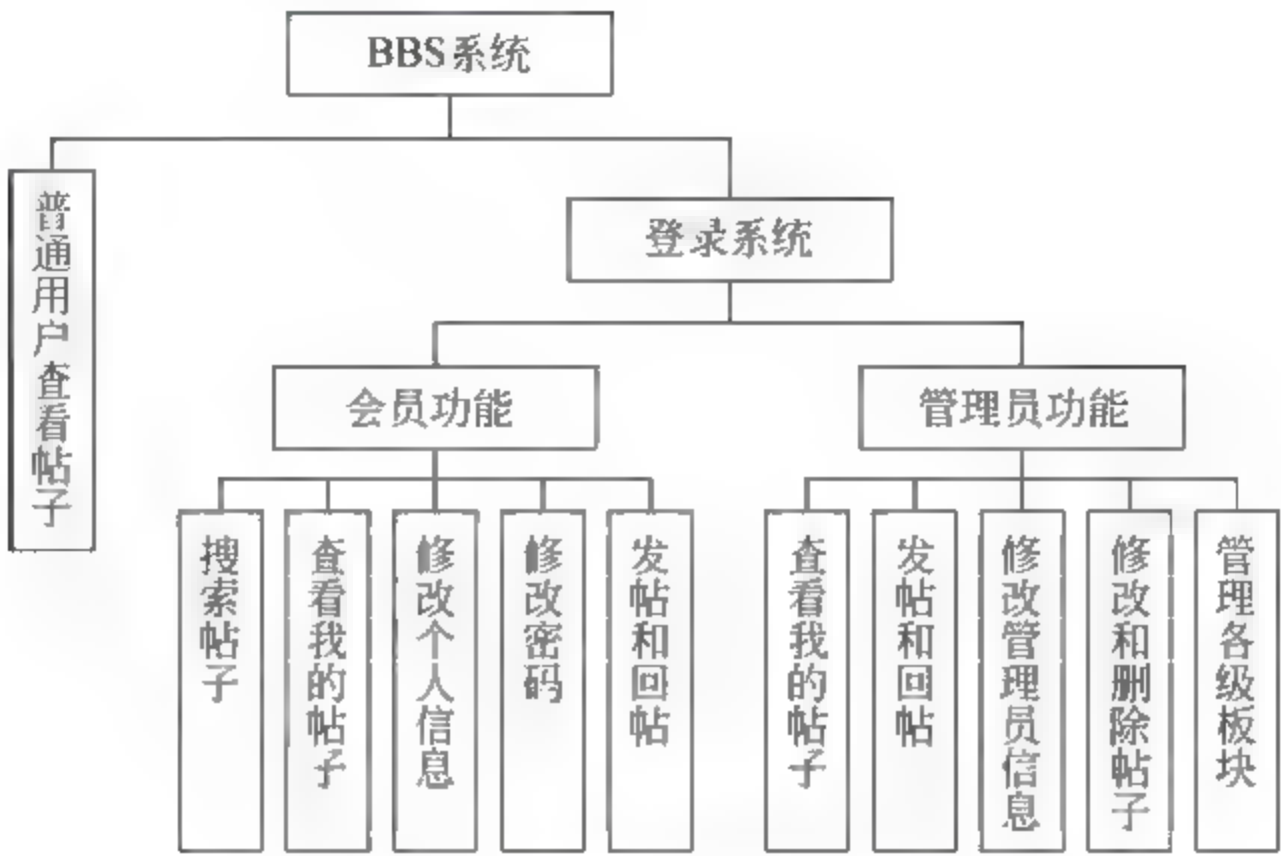 BBS系统
普通用户查看帖子
登录系统
会员功能
管理员功能
搜索帖子
查看我的帖子
修改个人信息
修改密码
发帖和回帖
查看我的帖子
发帖和回帖
修改管理员信息
修改和删除帖子
管理各级板块